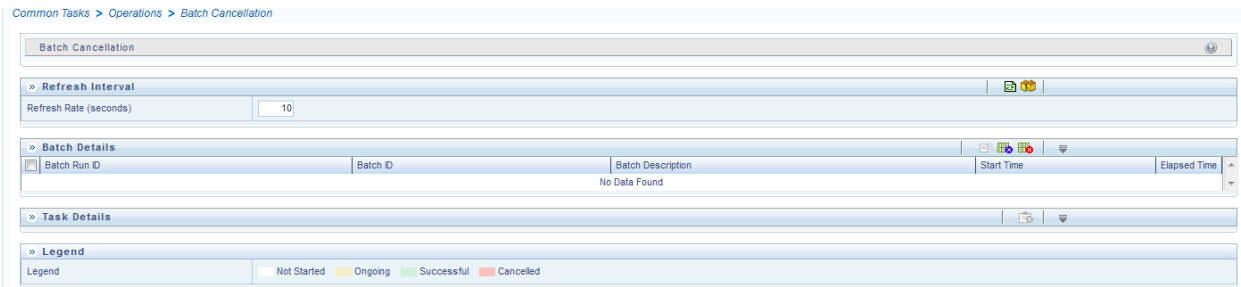 Common Tasks > Operations > Batch Cancellation
Batch Cancellation
» Refresh Interval
Refresh Rate (seconds) 10
» Batch Details
Batch Run ID Batch ID Batch Description Start Time Elapsed Time
No Data Found
» Task Details
» Legend
Legend Not Started Ongoing Successful Cancelled